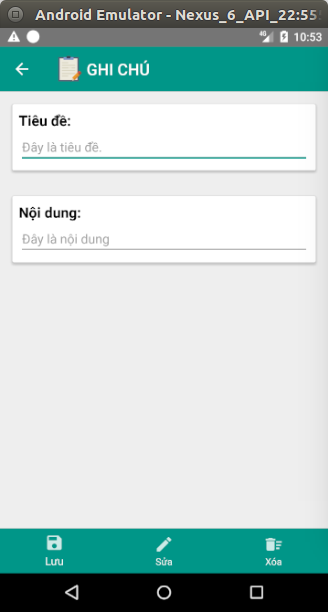 Android Emulator - Nexus_6_API_22:555
4G 10:53
GHI CHÚ
Tiêu đề:
Đây là tiêu đề.
Nội dung:
Đây là nội dung
Lưu Sửa Xóa